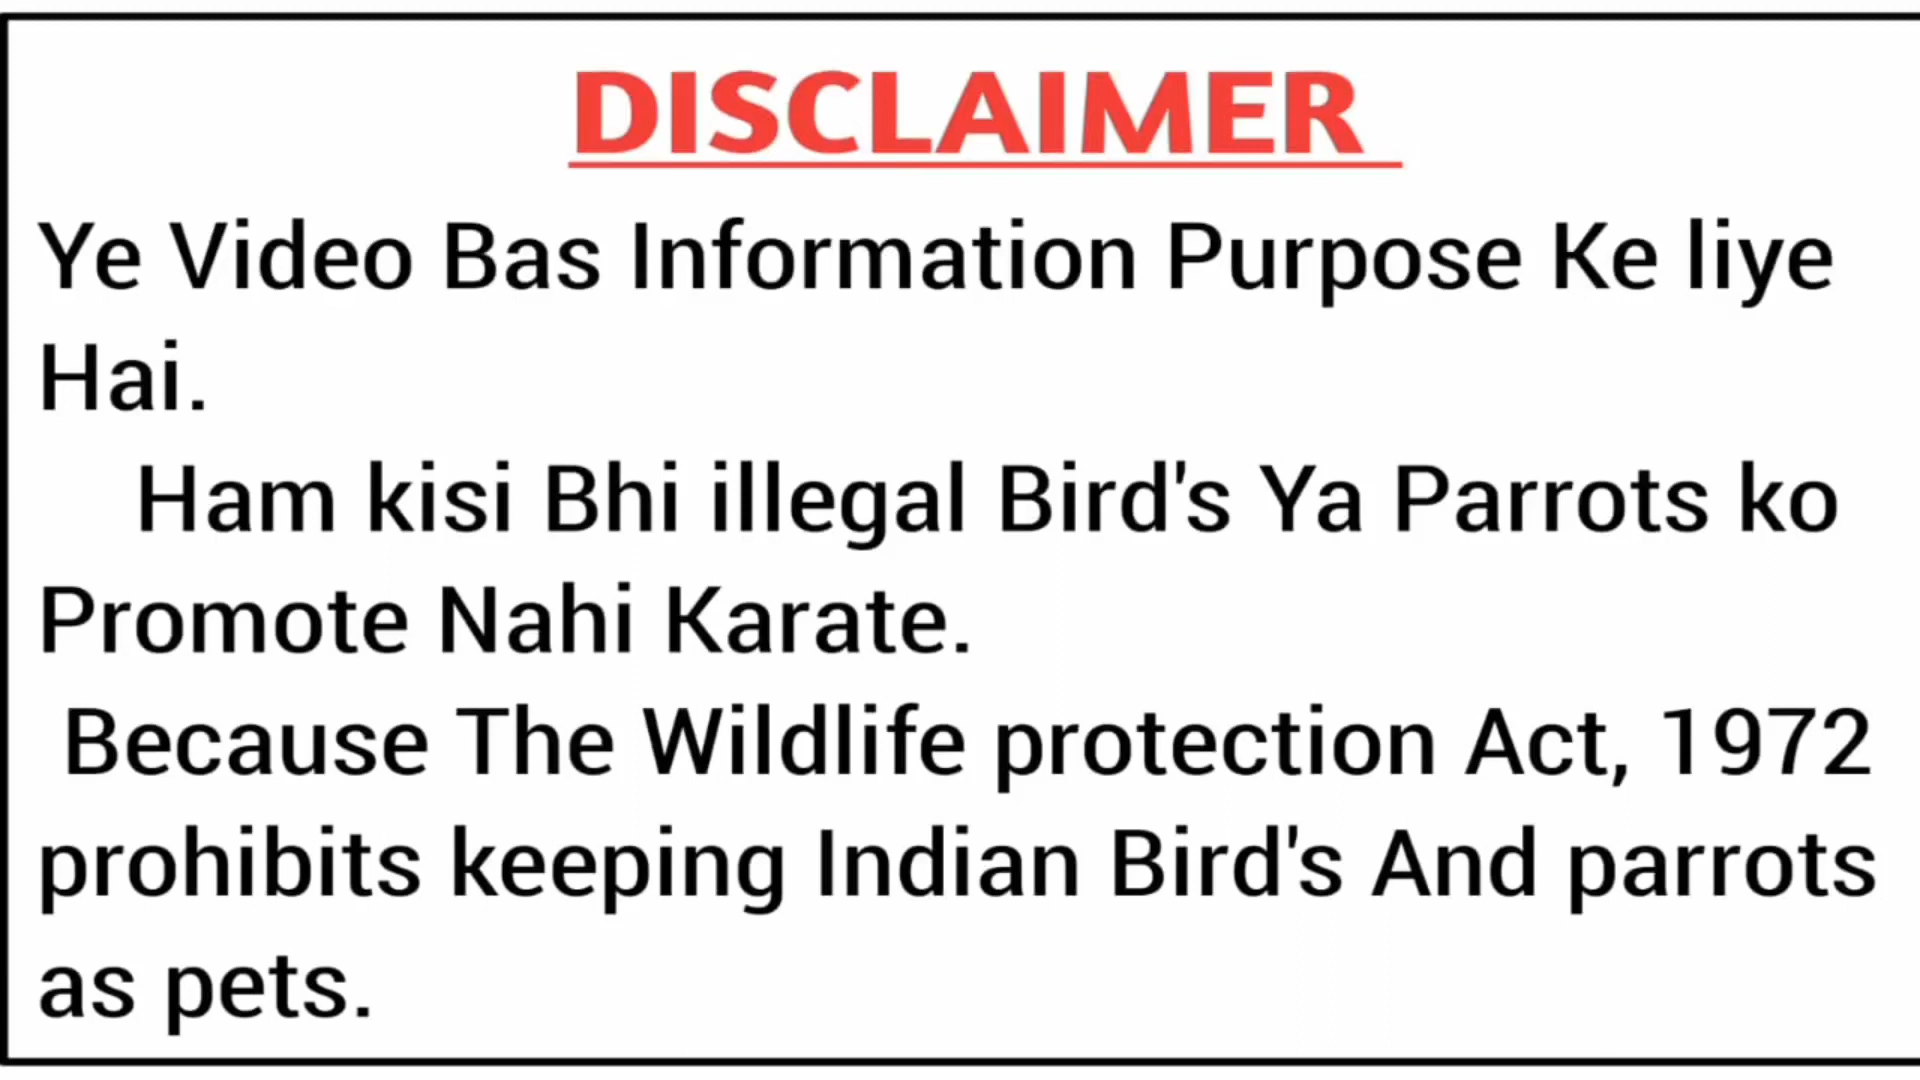 DISCLAIMER
Ye Video Bas Information Purpose Ke liye
Hai.
Ham kisi Bhi illegal Bird's Ya Parrots ko
Promote Nahi Karate.
Because The Wildlife protection Act, 1972
prohibits keeping Indian Bird's And parrots
as pets.